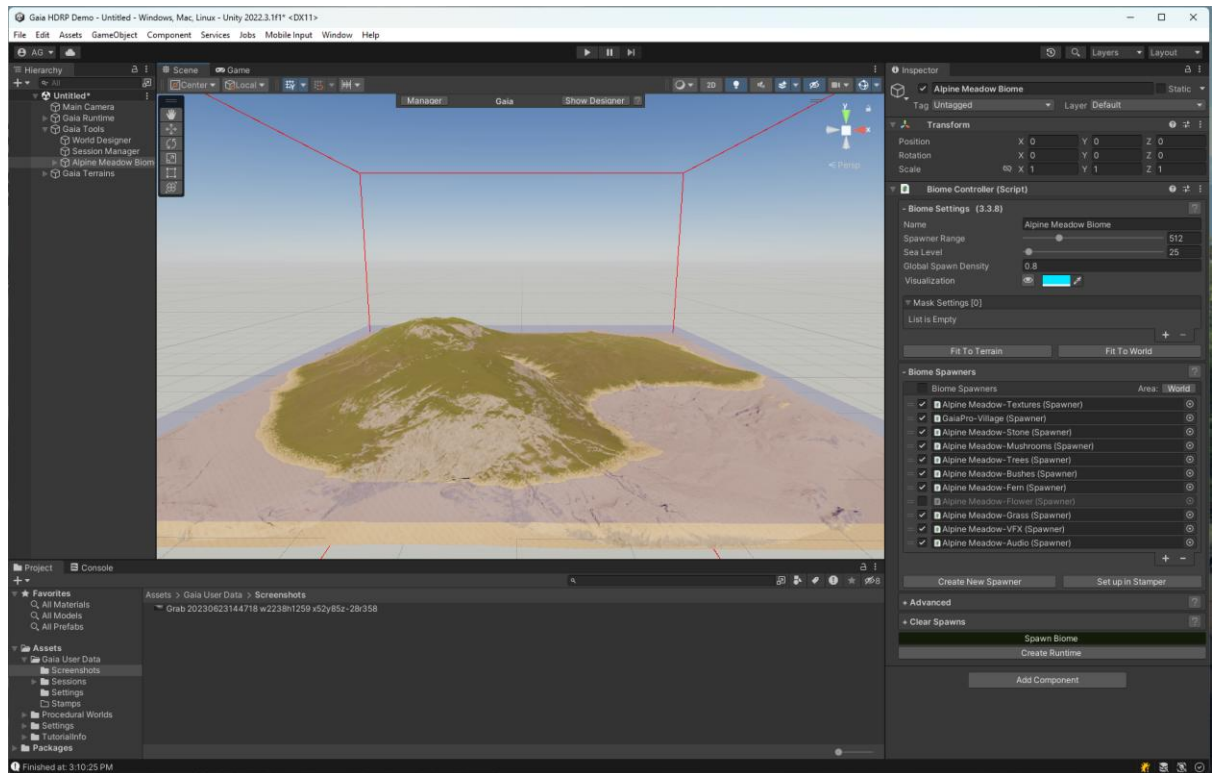 Gaia HDRP Demo - Untitled - Windows, Mac, Linux - Unity 2022.3.1f1* <DX11>
File Edit Assets GameObject Component Services Jobs Mobile Input Window Help
AG
Layers Layout
Hierarchy
All
Untitled*
Main Camera
Gaia Runtime
Gaia Tools
World Designer
Session Manager
Alpine Meadow Biom
Gaia Terrains
Scene Game
Center Local 2D
Manager Gaia Show Designer
y
x
Persp
Inspector
Alpine Meadow Biome Static
Tag Untagged Layer Default
Transform
Position X 0 Y 0 Z 0
Rotation X 0 Y 0 Z 0
Scale X 1 Y 1 Z 1
Biome Controller (Script)
- Biome Settings (3.3.8)
Name Alpine Meadow Biome
Spawner Range 512
Sea Level 25
Global Spawn Density 0.8
Visualization
Mask Settings [0]
List is Empty
+ -
Fit To Terrain Fit To World
- Biome Spawners
Biome Spawners Area: World
Alpine Meadow-Textures (Spawner)
GaiaPro-Village (Spawner)
Alpine Meadow-Stone (Spawner)
Alpine Meadow-Mushrooms (Spawner)
Alpine Meadow-Trees (Spawner)
Alpine Meadow-Bushes (Spawner)
Alpine Meadow-Fern (Spawner)
Alpine Meadow-Flower (Spawner)
Alpine Meadow-Grass (Spawner)
Alpine Meadow-VFX (Spawner)
Alpine Meadow-Audio (Spawner)
+ -
Create New Spawner Set up in Stamper
+ Advanced
+ Clear Spawns
Spawn Biome
Create Runtime
Add Component
Project Console
8
Favorites
All Materials
All Models
All Prefabs
Assets
Gaia User Data
Screenshots
Sessions
Settings
Stamps
Procedural Worlds
Settings
TutorialInfo
Packages
Assets > Gaia User Data > Screenshots
Grab 20230623144718 w2238h1259 x52y85z-28r358
Finished at: 3:10:25 PM